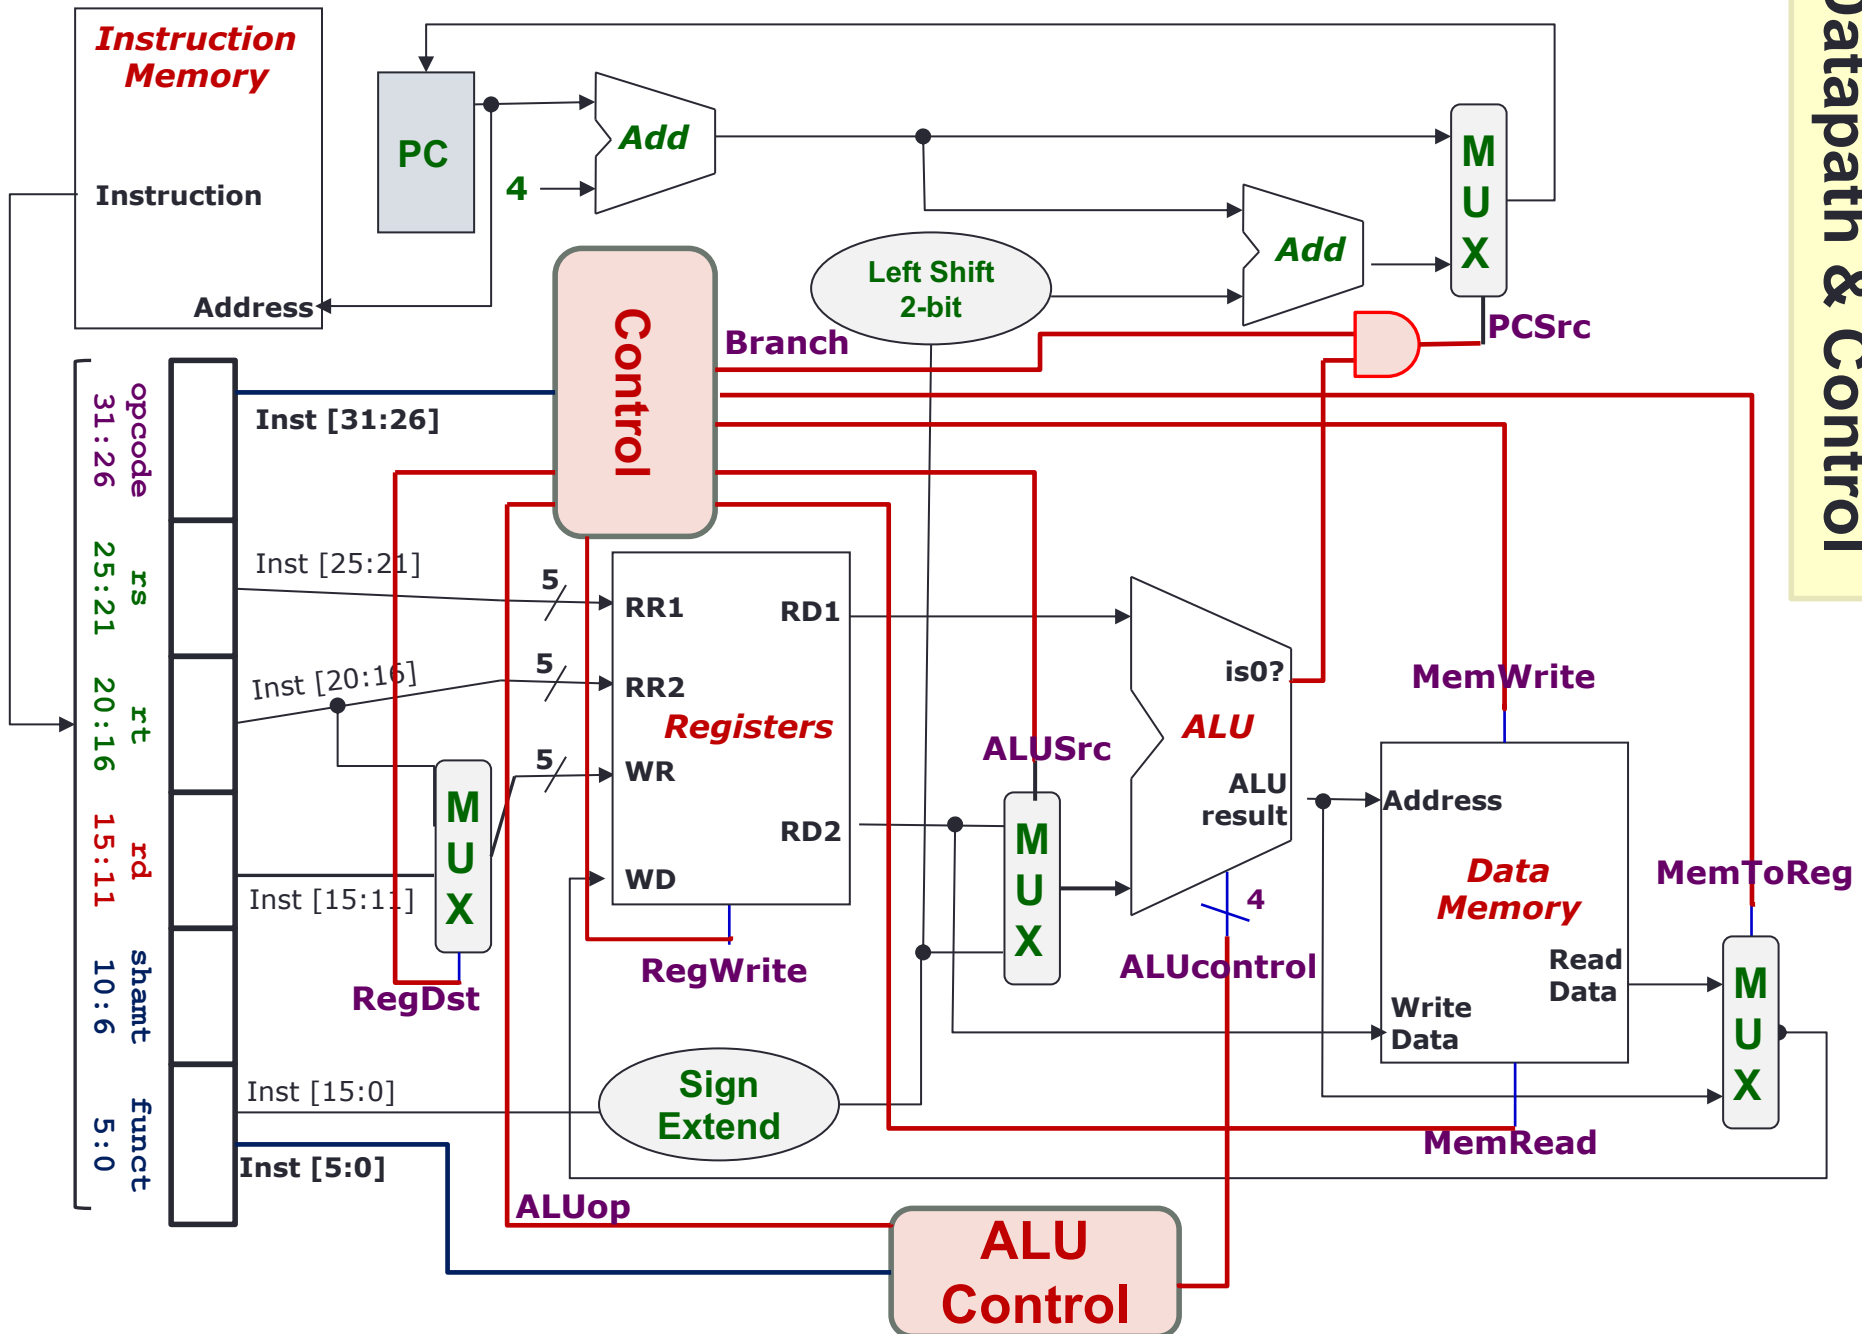 Instruction
Memory
Instruction
Address
PC
4
Add
Add
M
U
X
Left Shift
2-bit
Control
Branch
PCSrc
Datapath & Control
opcode
31:26
rs
25:21
rt
20:16
rd
15:11
shamt
10:6
funct
5:0
Inst [31:26]
Inst [25:21]
Inst [20:16]
Inst [15:11]
Inst [15:0]
Inst [5:0]
5
5
5
M
U
X
RegDst
RR1
RR2
WR
WD
RD1
RD2
Registers
RegWrite
Sign
Extend
ALUSrc
M
U
X
is0?
ALU
ALU
result
4
ALUcontrol
MemWrite
Address
Data
Memory
Read
Data
Write
Data
MemRead
MemToReg
M
U
X
ALUop
ALU
Control